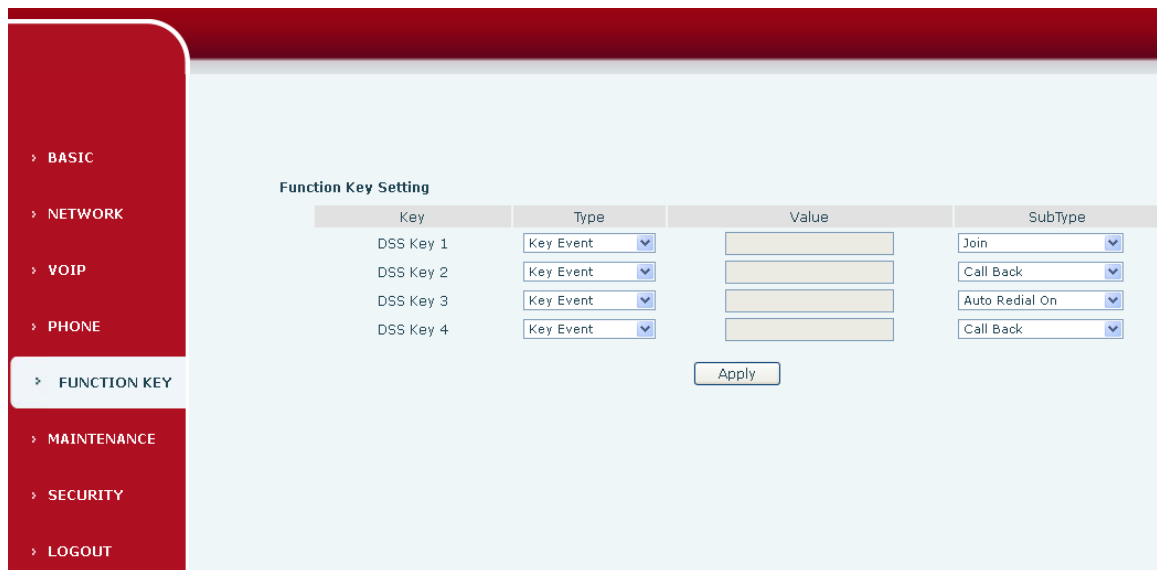 BASIC
NETWORK
VOIP
PHONE
FUNCTION KEY
MAINTENANCE
SECURITY
LOGOUT
Function Key Setting
Key Type Value SubType
DSS Key 1 Key Event Join
DSS Key 2 Key Event Call Back
DSS Key 3 Key Event Auto Redial On
DSS Key 4 Key Event Call Back
Apply